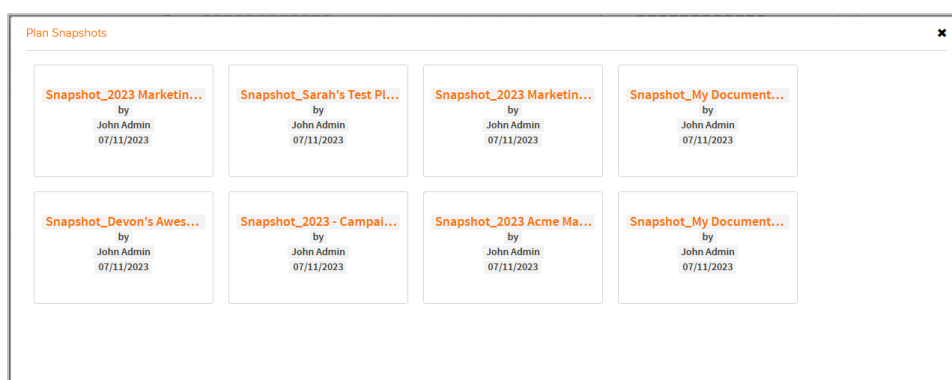 Plan Snapshots
Snapshot_2023 Marketin...
by
John Admin
07/11/2023
Snapshot_Sarah's Test Pl...
by
John Admin
07/11/2023
Snapshot_2023 Marketin...
by
John Admin
07/11/2023
Snapshot_My Document...
by
John Admin
07/11/2023
Snapshot_Devon's Awes...
by
John Admin
07/11/2023
Snapshot_2023 - Campai...
by
John Admin
07/11/2023
Snapshot_2023 Acme Ma...
by
John Admin
07/11/2023
Snapshot_My Document...
by
John Admin
07/11/2023